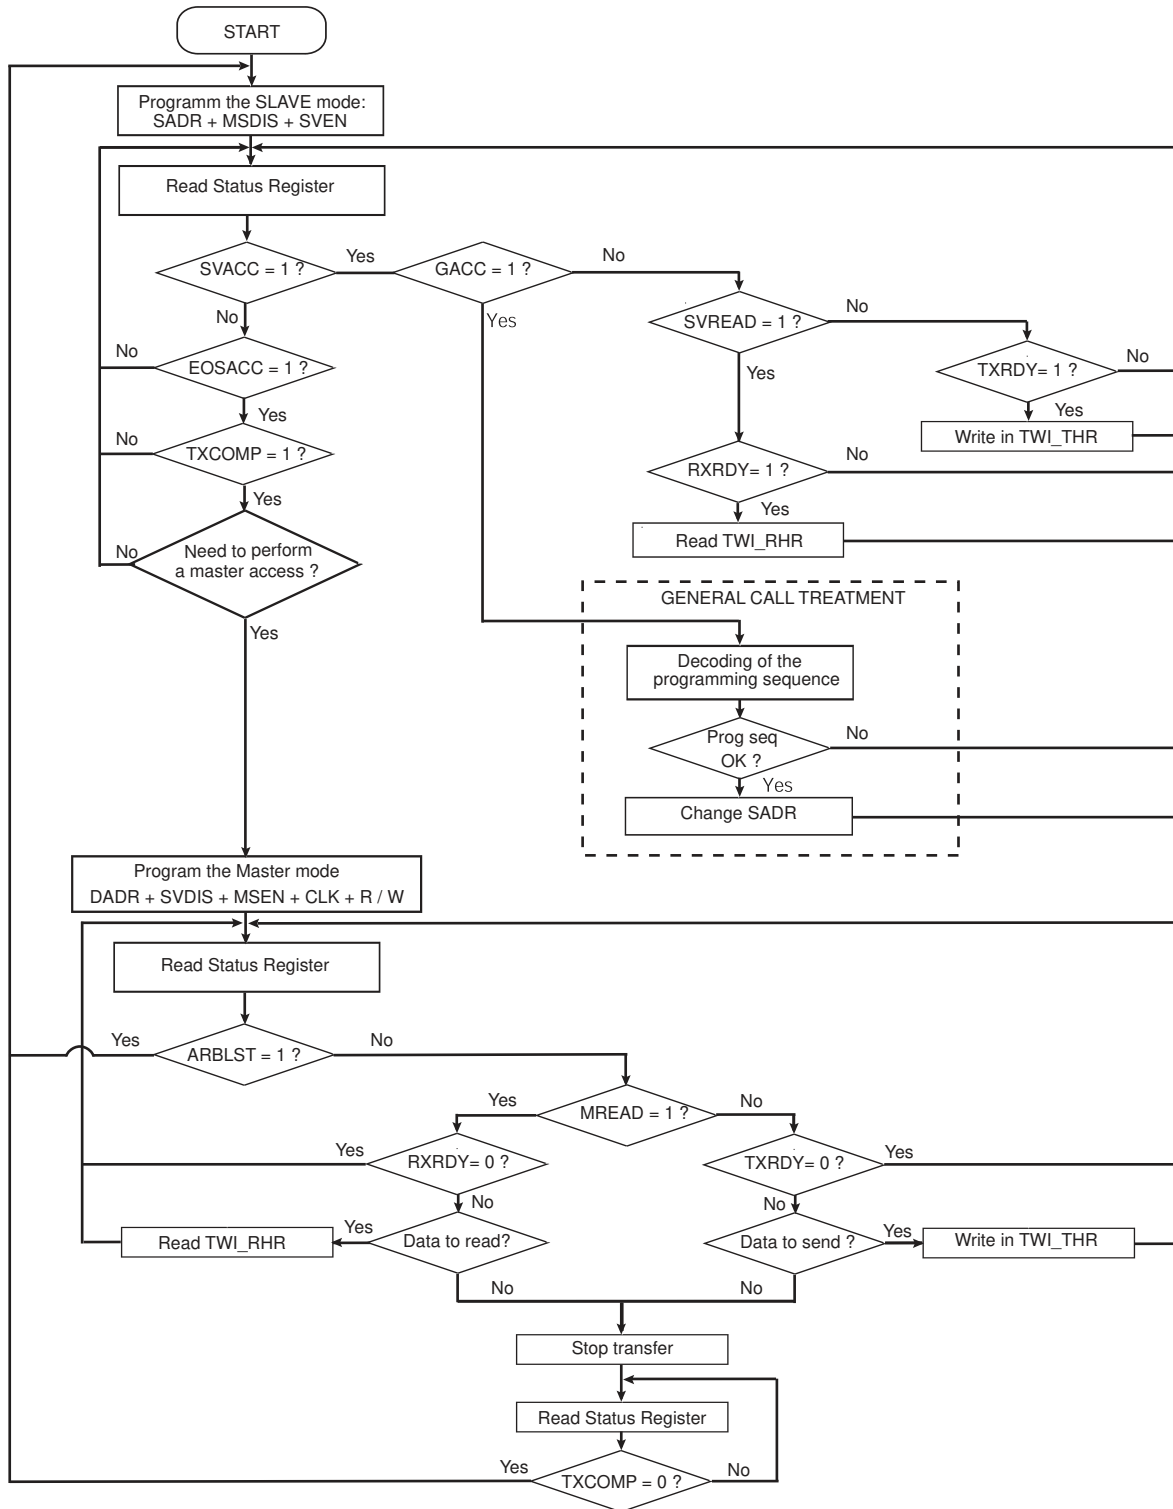 START
Programm the SLAVE mode:
SADR + MSDIS + SVEN
Read Status Register
SVACC = 1 ?
Yes
GACC = 1 ?
No
SVREAD = 1 ?
No
No
Yes
EOSACC = 1 ?
No
Yes
TXRDY= 1 ?
No
Yes
Yes
Write in TWI_THR
TXCOMP = 1 ?
No
Yes
RXRDY= 1 ?
No
Yes
Read TWI_RHR
Need to perform
a master access ?
No
Yes
GENERAL CALL TREATMENT
Decoding of the
programming sequence
Prog seq
OK ?
No
Yes
Change SADR
Program the Master mode
DADR + SVDIS + MSEN + CLK + R / W
Read Status Register
Yes
ARBLST = 1 ?
No
Yes
MREAD = 1 ?
No
Yes
RXRDY= 0 ?
TXRDY= 0 ?
Yes
No
No
Read TWI_RHR
Yes
Data to read?
Data to send ?
Yes
Write in TWI_THR
No
No
Stop transfer
Read Status Register
Yes
TXCOMP = 0 ?
No